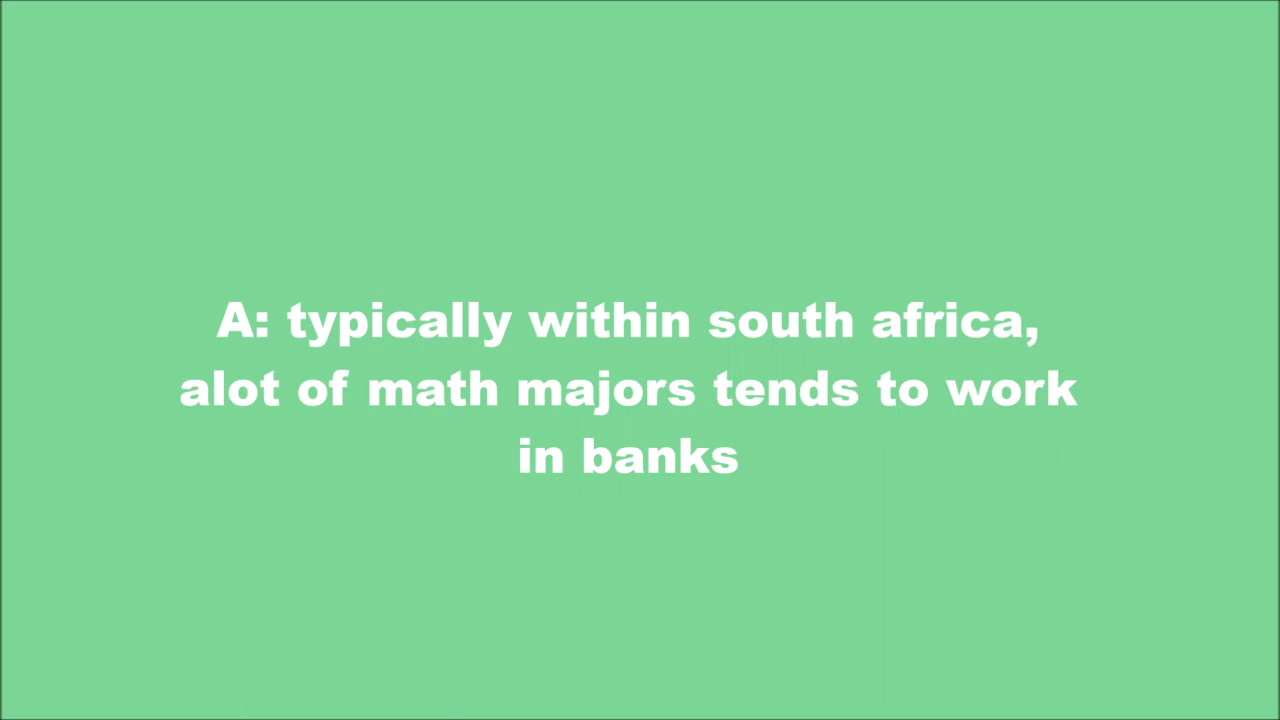 A: typically within south africa,
alot of math majors tends to work
in banks